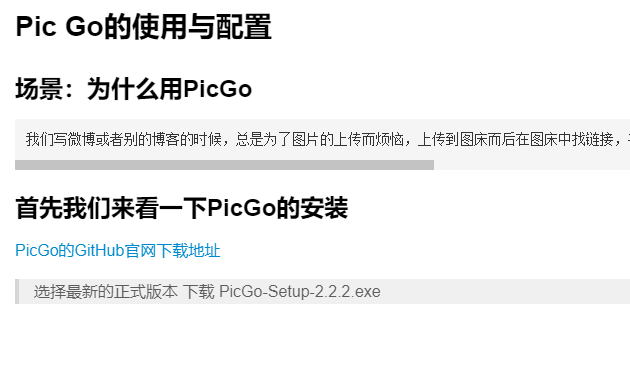 Pic Go的使用与配置
场景：为什么用PicGo
我们写微博或者别的博客的时候，总是为了图片的上传而烦恼，上传到图床而后在图床中找链接，
首先我们来看一下PicGo的安装
PicGo的GitHub官网下载地址
选择最新的正式版本 下载 PicGo-Setup-2.2.2.exe